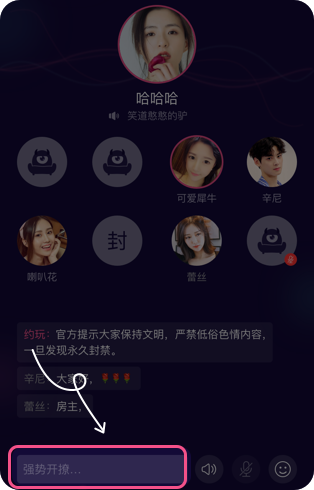 哈哈哈
笑道憨憨的驴
可爱犀牛
辛尼
封
喇叭花
蕾丝
约玩：官方提示大家保持文明，严禁低俗色情内容，
一旦发现永久封禁。
辛尼：大家好，🌹🌹🌹
蕾丝：房主，
强势开撩...